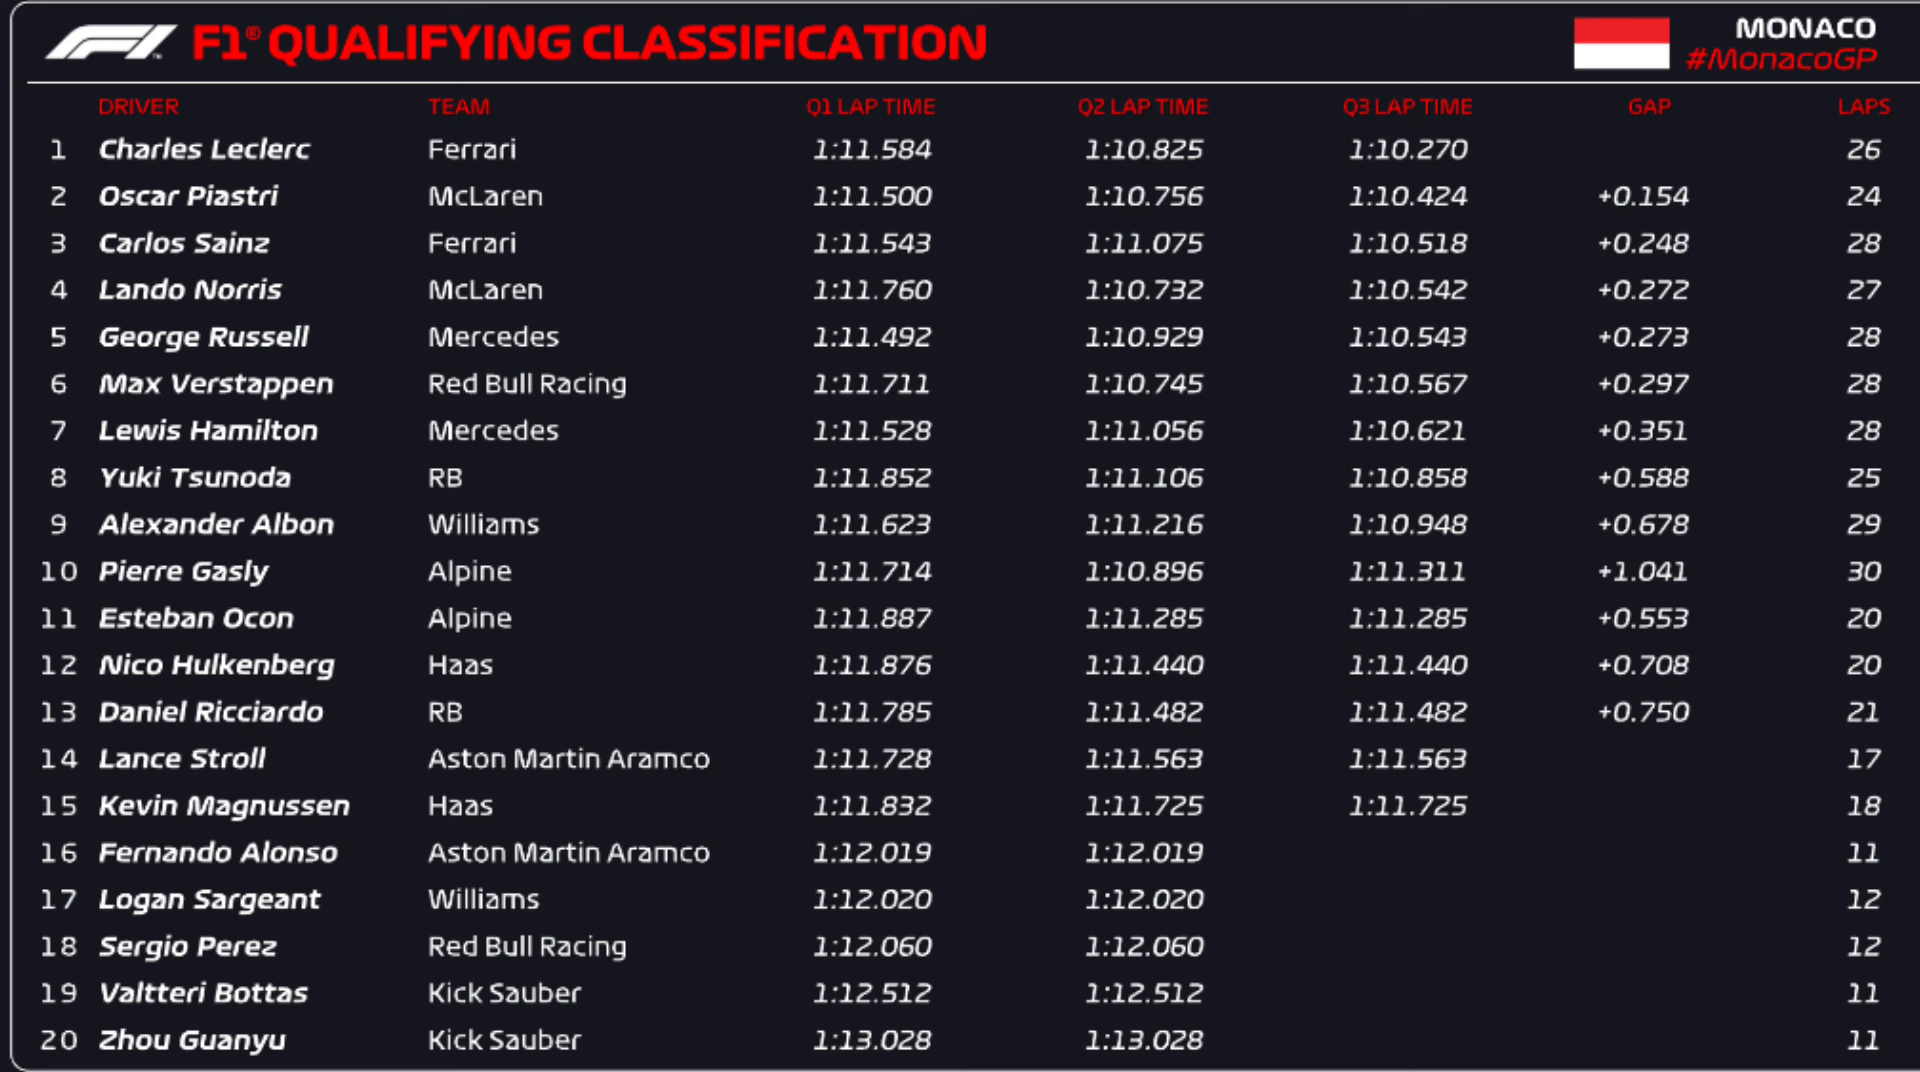 F1 F1® QUALIFYING CLASSIFICATION MONACO
#MonacoGP
DRIVER TEAM Q1 LAP TIME Q2 LAP TIME Q3 LAP TIME GAP LAPS
1 Charles Leclerc Ferrari 1:11.584 1:10.825 1:10.270 26
2 Oscar Piastri McLaren 1:11.500 1:10.756 1:10.424 +0.154 24
3 Carlos Sainz Ferrari 1:11.543 1:11.075 1:10.518 +0.248 28
4 Lando Norris McLaren 1:11.760 1:10.732 1:10.542 +0.272 27
5 George Russell Mercedes 1:11.492 1:10.929 1:10.543 +0.273 28
6 Max Verstappen Red Bull Racing 1:11.711 1:10.745 1:10.567 +0.297 28
7 Lewis Hamilton Mercedes 1:11.528 1:11.056 1:10.621 +0.351 28
8 Yuki Tsunoda RB 1:11.852 1:11.106 1:10.858 +0.588 25
9 Alexander Albon Williams 1:11.623 1:11.216 1:10.948 +0.678 29
10 Pierre Gasly Alpine 1:11.714 1:10.896 1:11.311 +1.041 30
11 Esteban Ocon Alpine 1:11.887 1:11.285 1:11.285 +0.553 20
12 Nico Hulkenberg Haas 1:11.876 1:11.440 1:11.440 +0.708 20
13 Daniel Ricciardo RB 1:11.785 1:11.482 1:11.482 +0.750 21
14 Lance Stroll Aston Martin Aramco 1:11.728 1:11.563 1:11.563 17
15 Kevin Magnussen Haas 1:11.832 1:11.725 1:11.725 18
16 Fernando Alonso Aston Martin Aramco 1:12.019 1:12.019 11
17 Logan Sargeant Williams 1:12.020 1:12.020 12
18 Sergio Perez Red Bull Racing 1:12.060 1:12.060 12
19 Valtteri Bottas Kick Sauber 1:12.512 1:12.512 11
20 Zhou Guanyu Kick Sauber 1:13.028 1:13.028 11